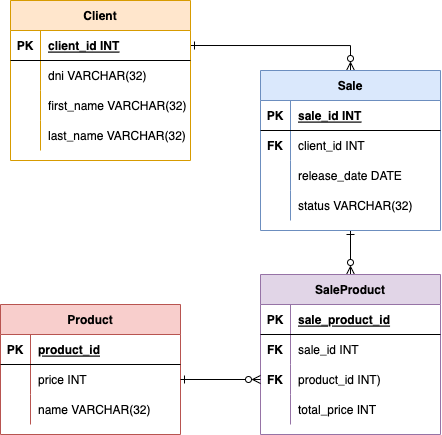 Client
PK client_id INT
dni VARCHAR(32)
first_name VARCHAR(32)
last_name VARCHAR(32)
Sale
PK sale_id INT
FK client_id INT
release_date DATE
status VARCHAR(32)
SaleProduct
PK sale_product_id
FK sale_id INT
FK product_id INT)
total_price INT
Product
PK product_id
price INT
name VARCHAR(32)